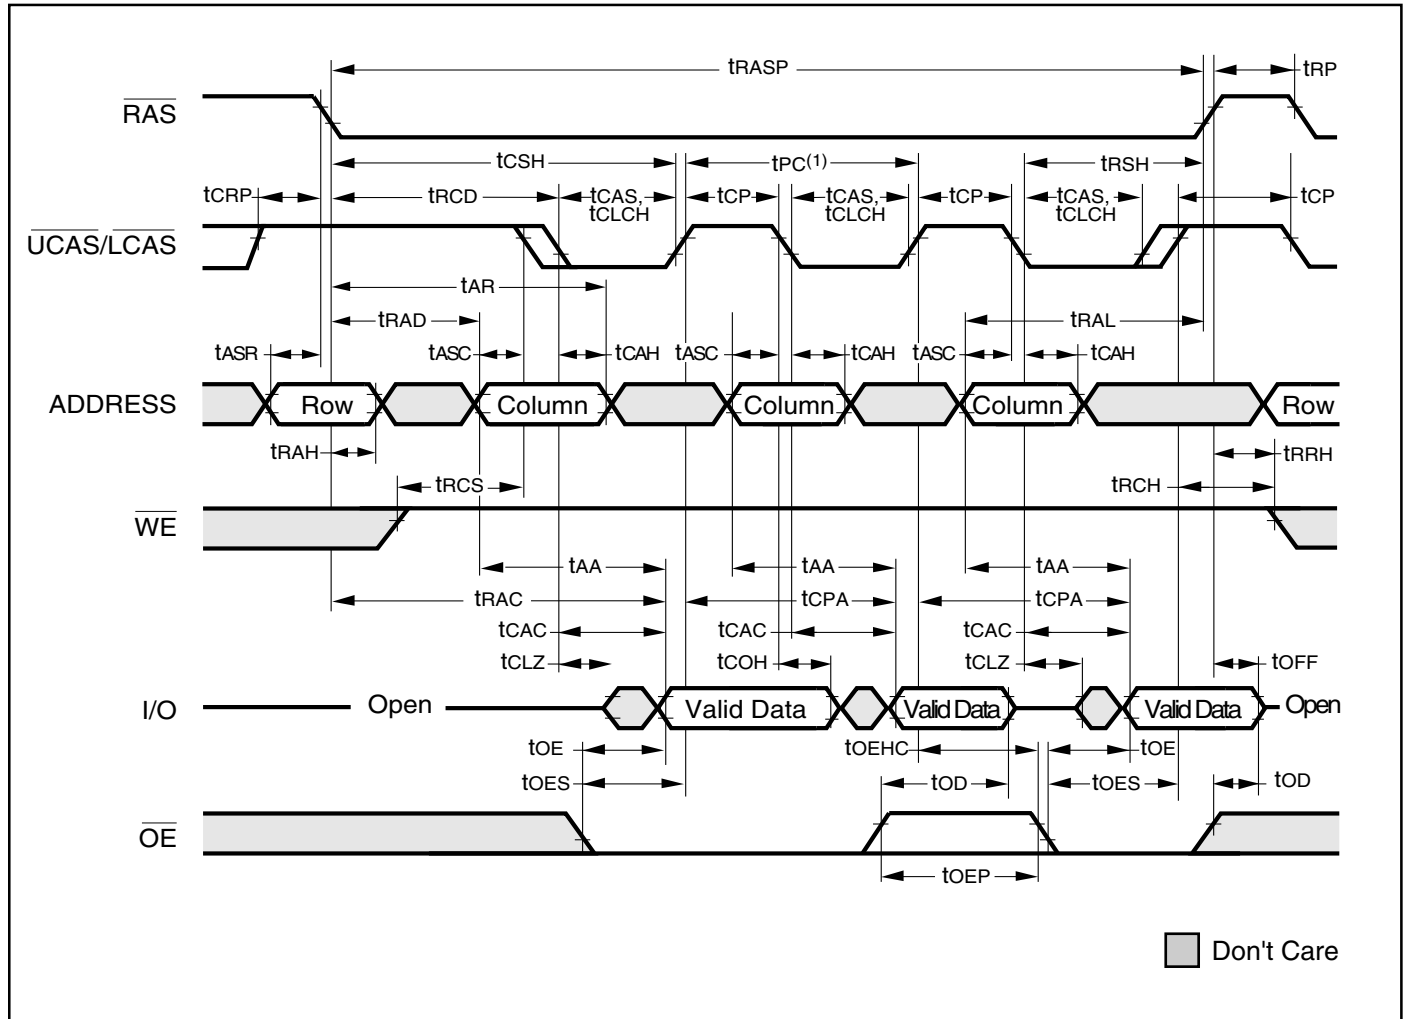 tRASP
tRP
RAS
tCSH
tPC(1)
tRSH
tCRP
tRCD
tCAS,
tCLCH
tCP
tCAS,
tCLCH
tCP
tCAS,
tCLCH
tCP
UCAS/LCAS
tAR
tRAD
tRAL
tASR
tASC
tCAH
tASC
tCAH
tASC
tCAH
ADDRESS
Row
Column
Column
Column
Row
tRAH
tRRH
tRCS
tRCH
WE
tAA
tAA
tAA
tRAC
tCPA
tCPA
tCAC
tCAC
tCAC
tCLZ
tCOH
tCLZ
tOFF
I/O
Open
Valid Data
Valid Data
Valid Data
Open
tOE
tOEHC
tOE
tOES
tOD
tOES
tOD
OE
tOEP
Don't Care